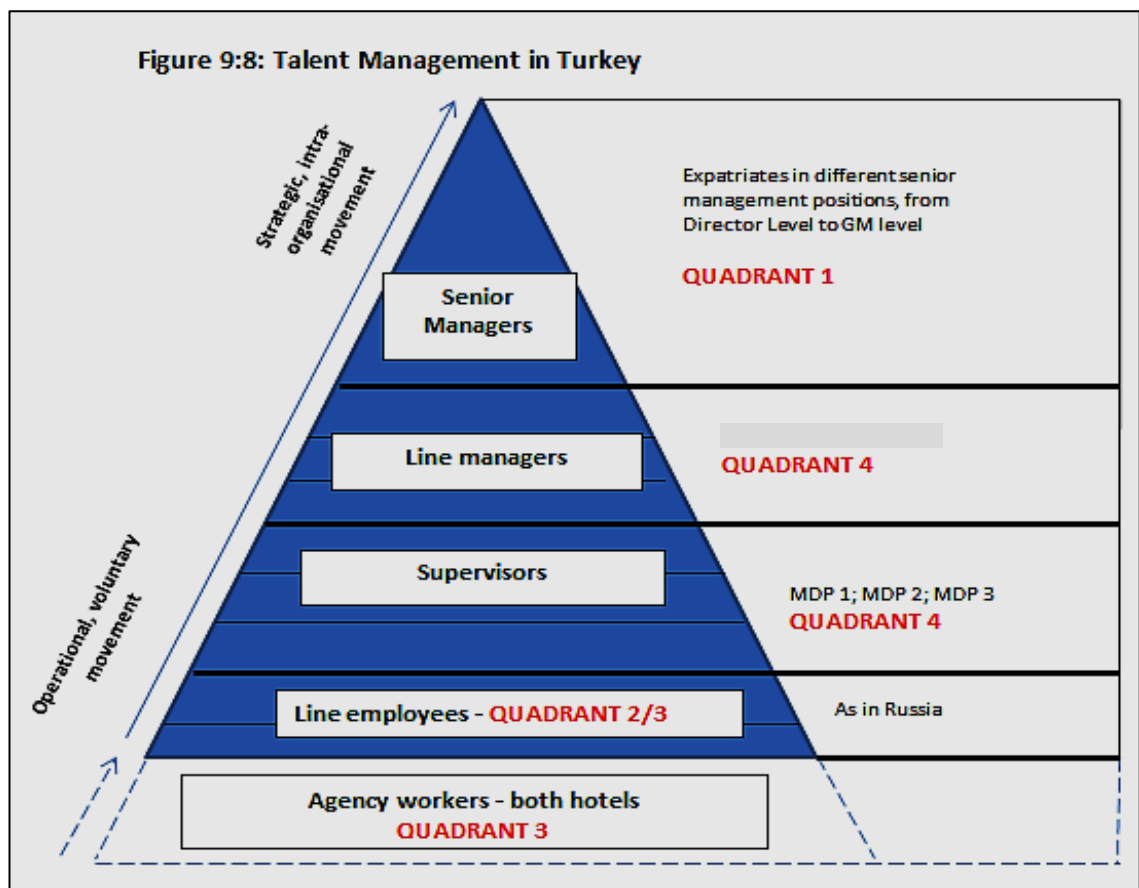 Figure 9:8: Talent Management in Turkey
Strategic, intra-
organisational
movement
Expatriates in different senior
management positions, from
Director Level to GM level
QUADRANT 1
Senior
Managers
Line managers
QUADRANT 4
Operational, voluntary
movement
Supervisors
MDP 1; MDP 2; MDP 3
QUADRANT 4
Line employees - QUADRANT 2/3
As in Russia
Agency workers - both hotels
QUADRANT 3